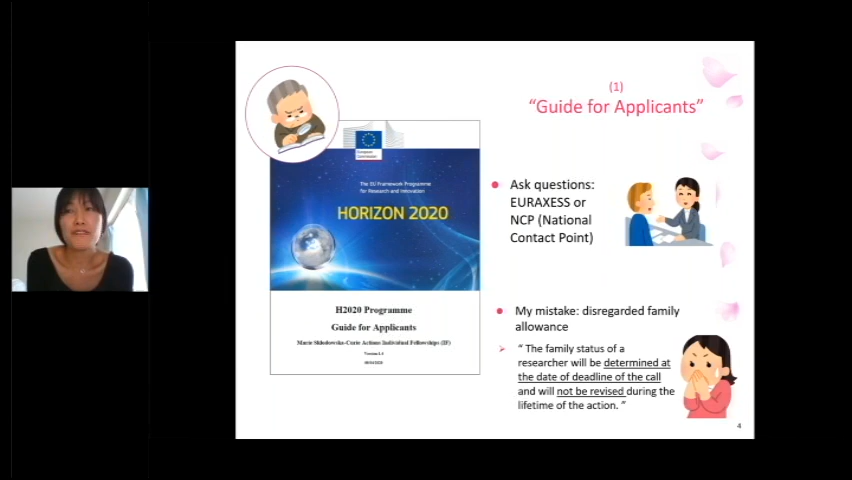 (1)
“Guide for Applicants”
European
Commission
The EU Framework Programme
for Research and Innovation
HORIZON 2020
H2020 Programme
Guide for Applicants
Marie Skłodowska-Curie Actions Individual Fellowships (IF)
Ask questions:
EURAXESS or
NCP (National
Contact Point)
My mistake: disregarded family
allowance
“ The family status of a
researcher will be determined at
the date of deadline of the call
and will not be revised during the
lifetime of the action. ”
4